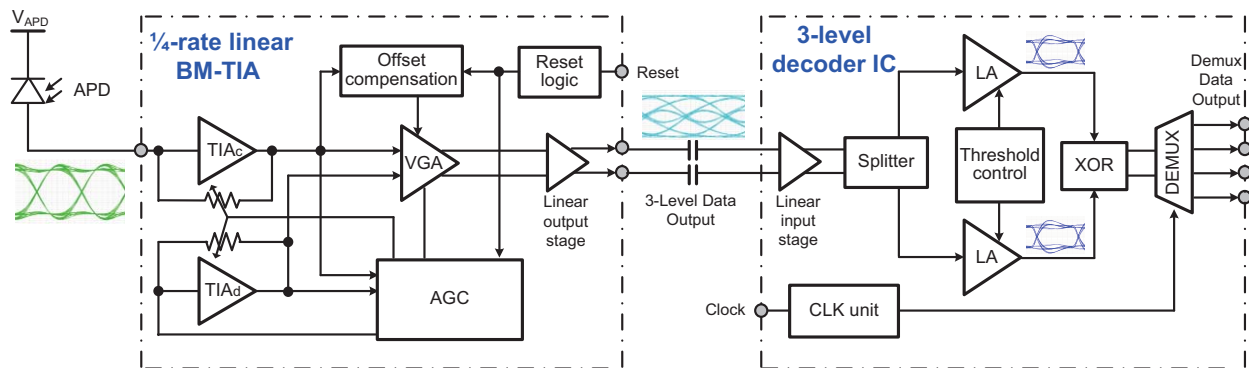 V_APD
APD
¼-rate linear
BM-TIA
Offset
compensation
Reset
logic
Reset
TIAc
VGA
Linear
output
stage
TIAd
AGC
3-Level Data
Output
3-level
decoder IC
LA
Demux
Data
Output
Splitter
Threshold
control
XOR
DEMUX
Linear
input
stage
LA
Clock
CLK unit